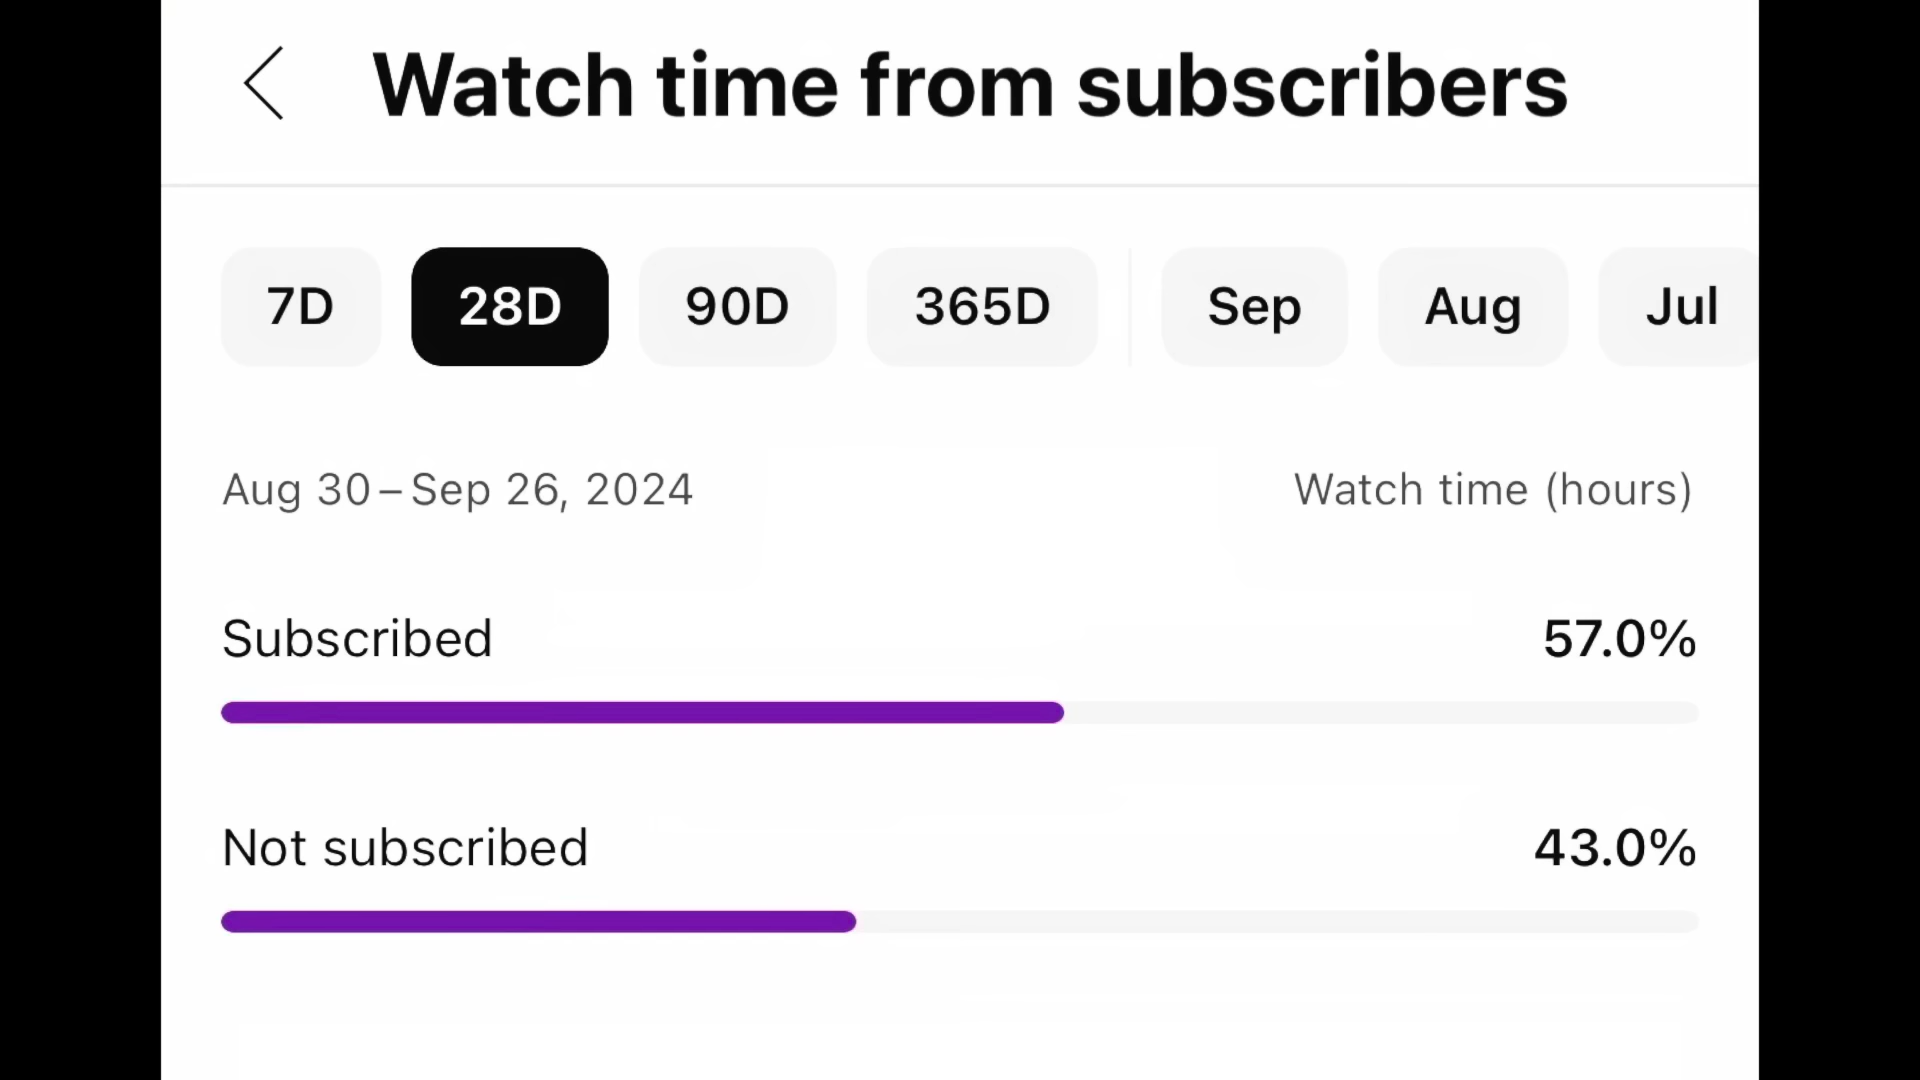 Watch time from subscribers
7D 28D 90D 365D Sep Aug Jul
Aug 30 – Sep 26, 2024 Watch time (hours)
Subscribed 57.0%
Not subscribed 43.0%